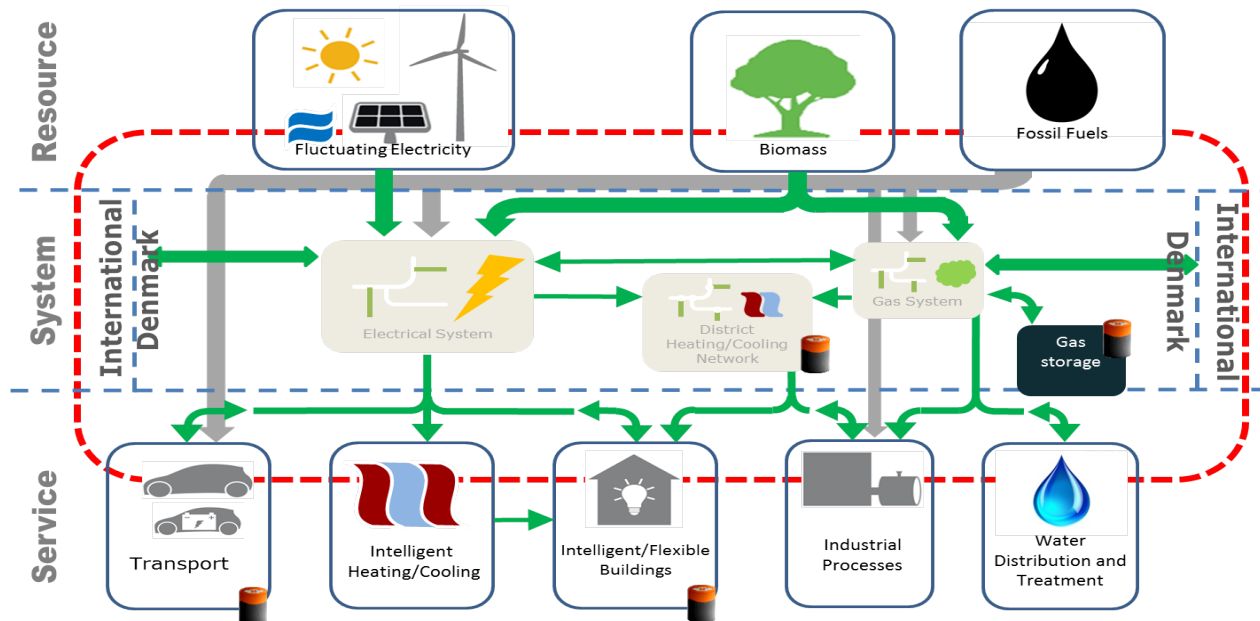 Resource
Fluctuating Electricity
Biomass
Fossil Fuels
System
International
Denmark
Electrical System
District
Heating/Cooling
Network
Gas System
Gas
storage
Denmark
International
Service
Transport
Intelligent
Heating/Cooling
Intelligent/Flexible
Buildings
Industrial
Processes
Water
Distribution and
Treatment